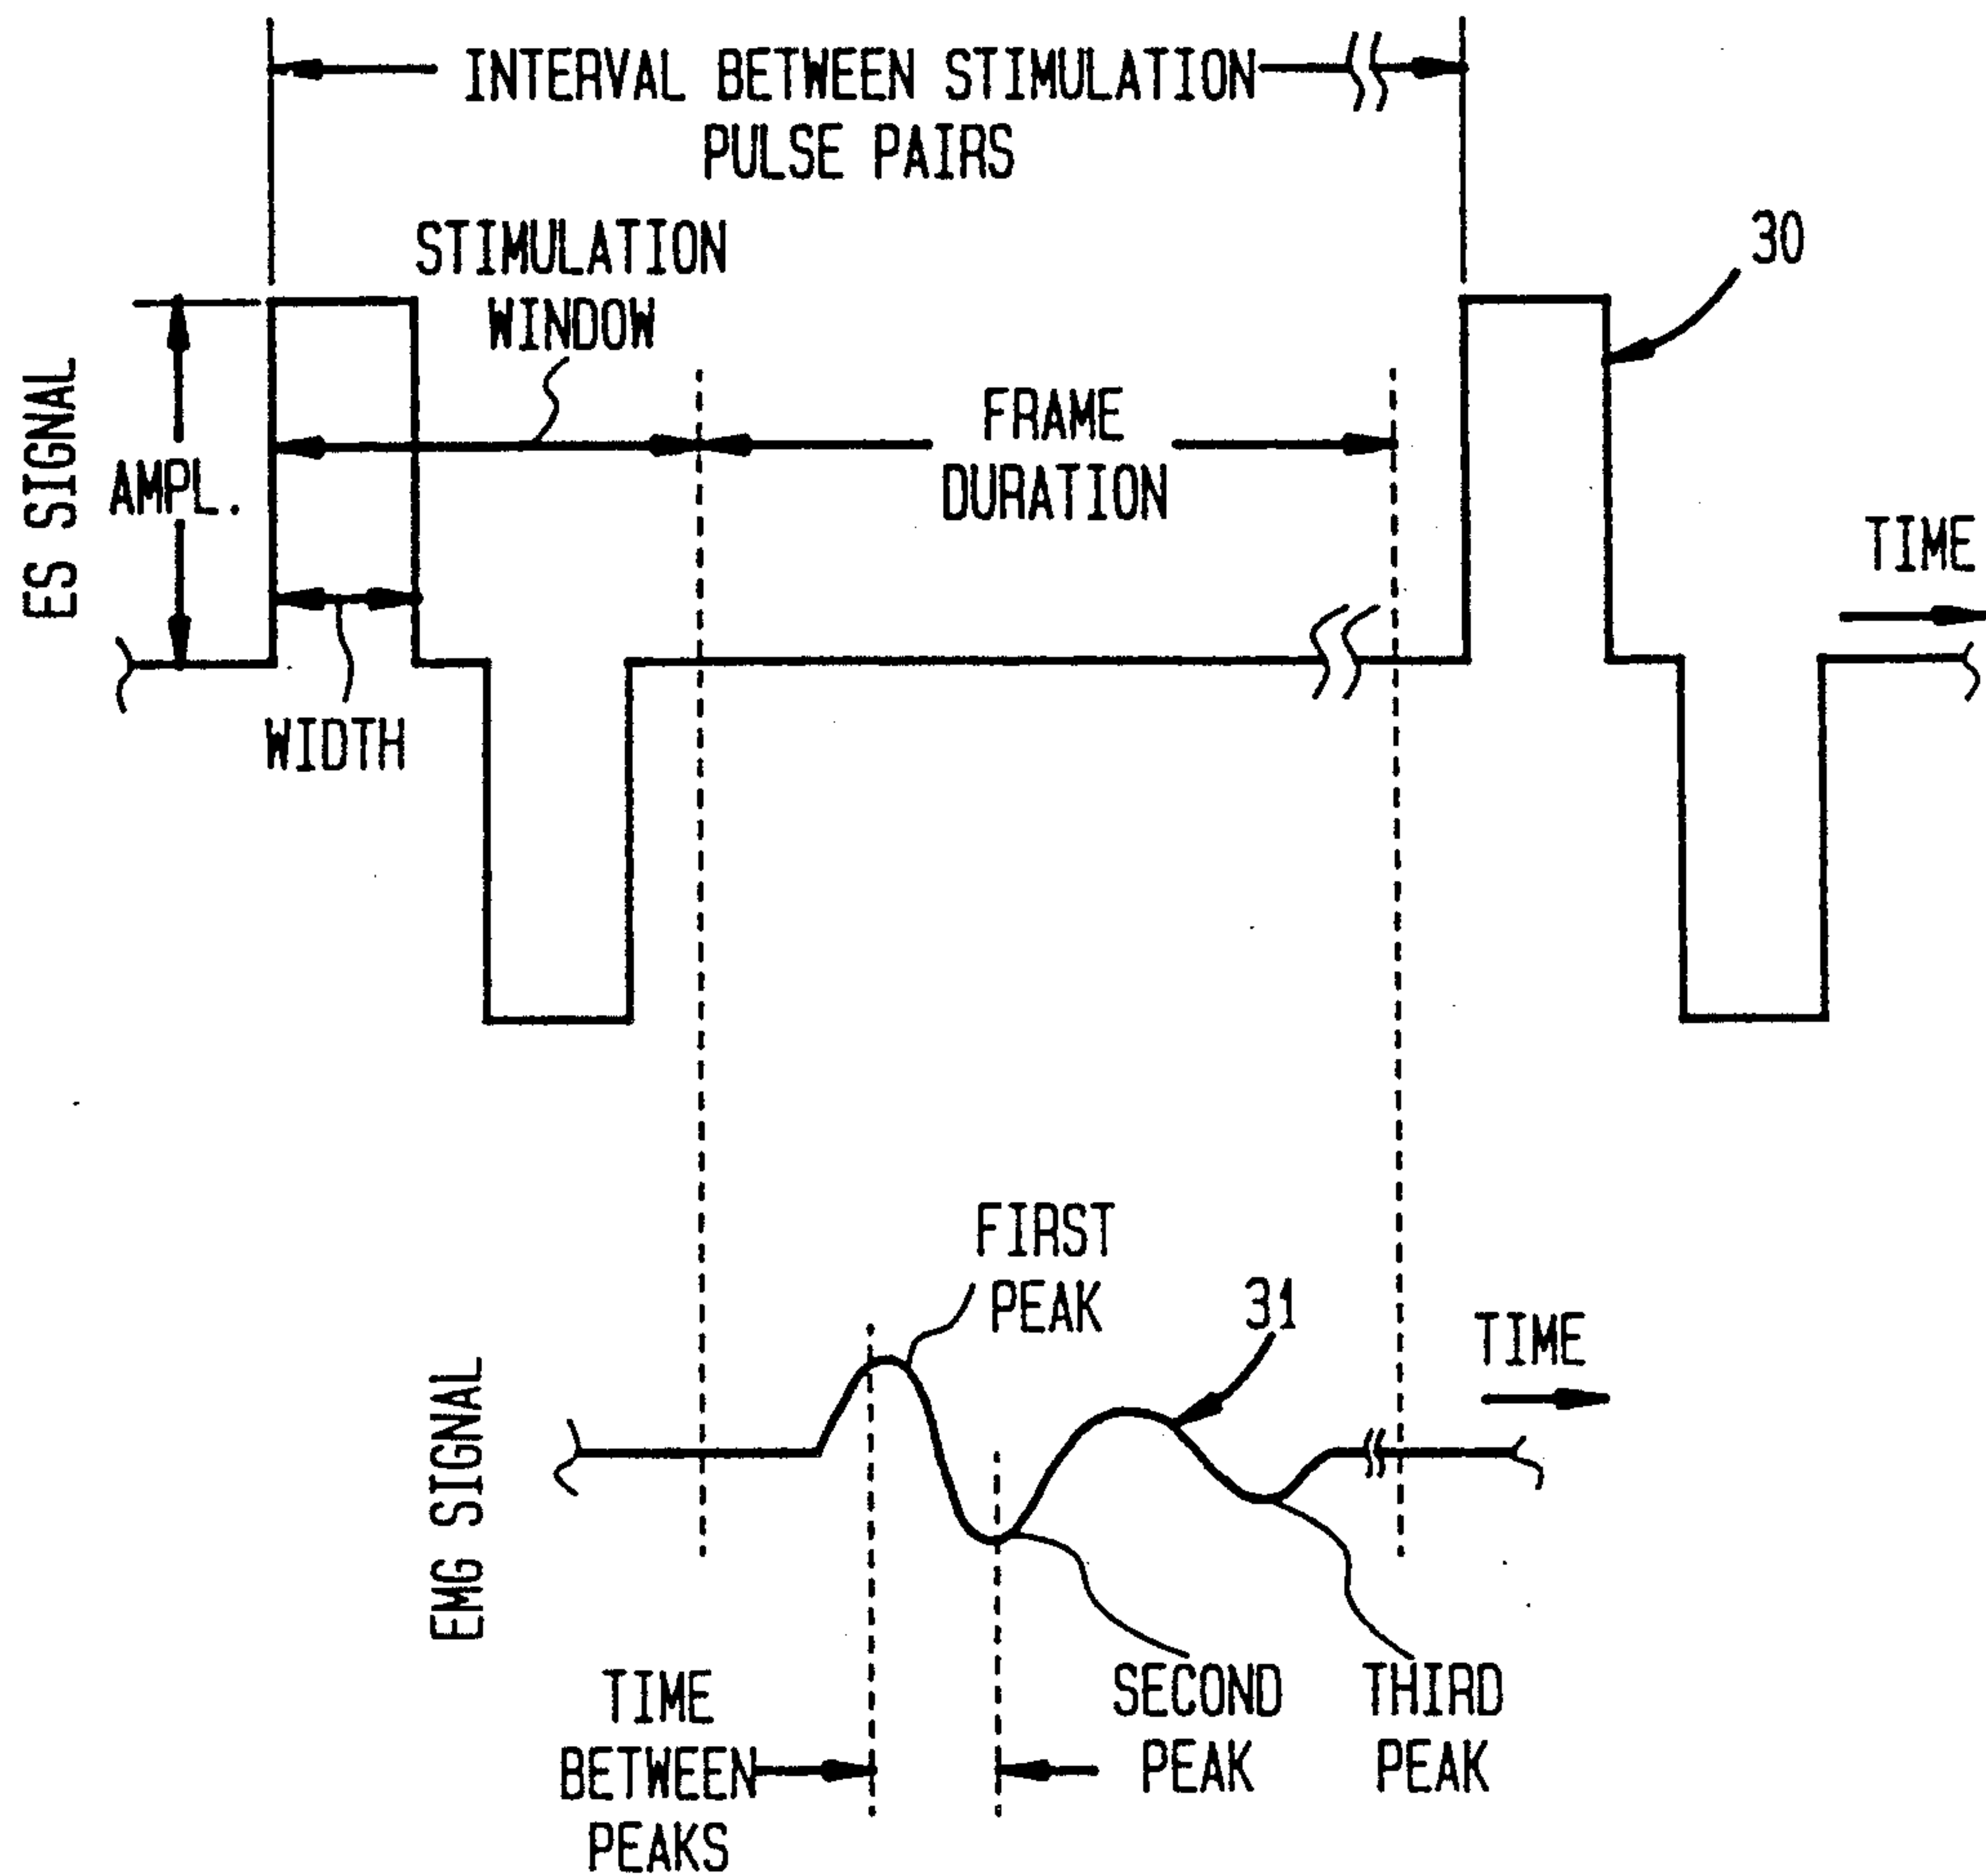 INTERVAL BETWEEN STIMULATION
PULSE PAIRS
STIMULATION
WINDOW
30
FRAME
DURATION
ES SIGNAL
AMPL.
TIME
WIDTH
FIRST
PEAK
31
TIME
EMG SIGNAL
SECOND
PEAK
THIRD
PEAK
TIME
BETWEEN
PEAKS